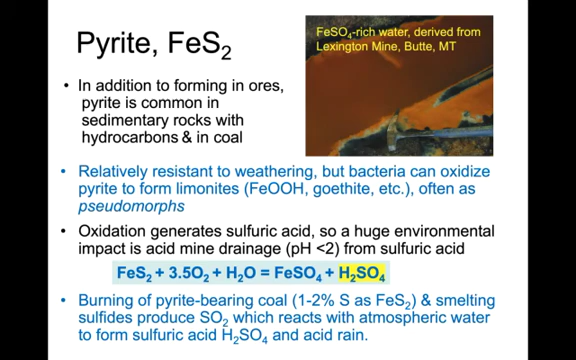 Pyrite, FeS₂
FeSO₄-rich water, derived from
Lexington Mine, Butte, MT
• In addition to forming in ores,
pyrite is common in
sedimentary rocks with
hydrocarbons & in coal
• Relatively resistant to weathering, but bacteria can oxidize
pyrite to form limonites (FeOOH, goethite, etc.), often as
pseudomorphs
• Oxidation generates sulfuric acid, so a huge environmental
impact is acid mine drainage (pH <2) from sulfuric acid
FeS₂ + 3.5O₂ + H₂O = FeSO₄ + H₂SO₄
• Burning of pyrite-bearing coal (1-2% S as FeS₂) & smelting
sulfides produce SO₂ which reacts with atmospheric water
to form sulfuric acid H₂SO₄ and acid rain.